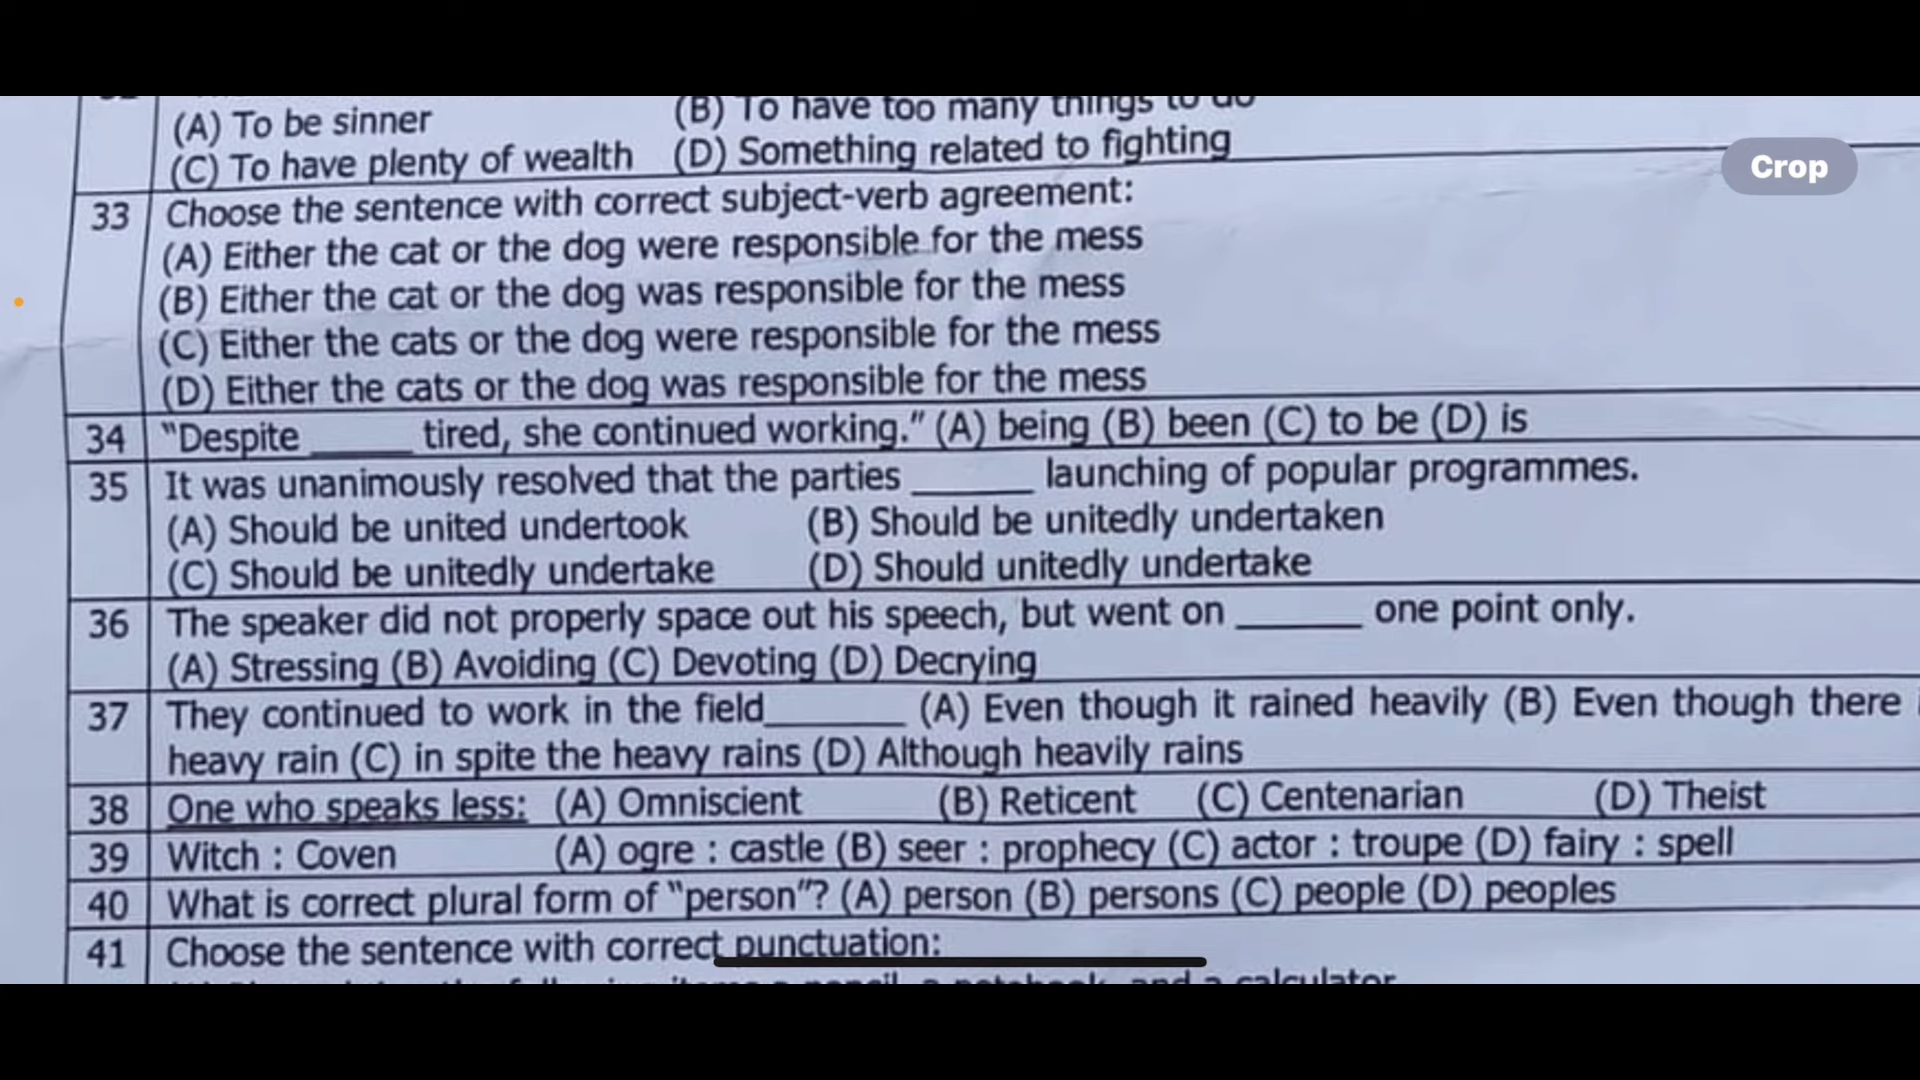 (A) To be sinner (B) To have too many things to do
(C) To have plenty of wealth (D) Something related to fighting
Crop
33 Choose the sentence with correct subject-verb agreement:
(A) Either the cat or the dog were responsible for the mess
(B) Either the cat or the dog was responsible for the mess
(C) Either the cats or the dog were responsible for the mess
(D) Either the cats or the dog was responsible for the mess
34 "Despite _____ tired, she continued working." (A) being (B) been (C) to be (D) is
35 It was unanimously resolved that the parties ______ launching of popular programmes.
(A) Should be united undertook (B) Should be unitedly undertaken
(C) Should be unitedly undertake (D) Should unitedly undertake
36 The speaker did not properly space out his speech, but went on ______ one point only.
(A) Stressing (B) Avoiding (C) Devoting (D) Decrying
37 They continued to work in the field_______ (A) Even though it rained heavily (B) Even though there
heavy rain (C) in spite the heavy rains (D) Although heavily rains
38 One who speaks less: (A) Omniscient (B) Reticent (C) Centenarian (D) Theist
39 Witch : Coven (A) ogre : castle (B) seer : prophecy (C) actor : troupe (D) fairy : spell
40 What is correct plural form of "person"? (A) person (B) persons (C) people (D) peoples
41 Choose the sentence with correct punctuation:
items a pencil, a notebook, and a calculator